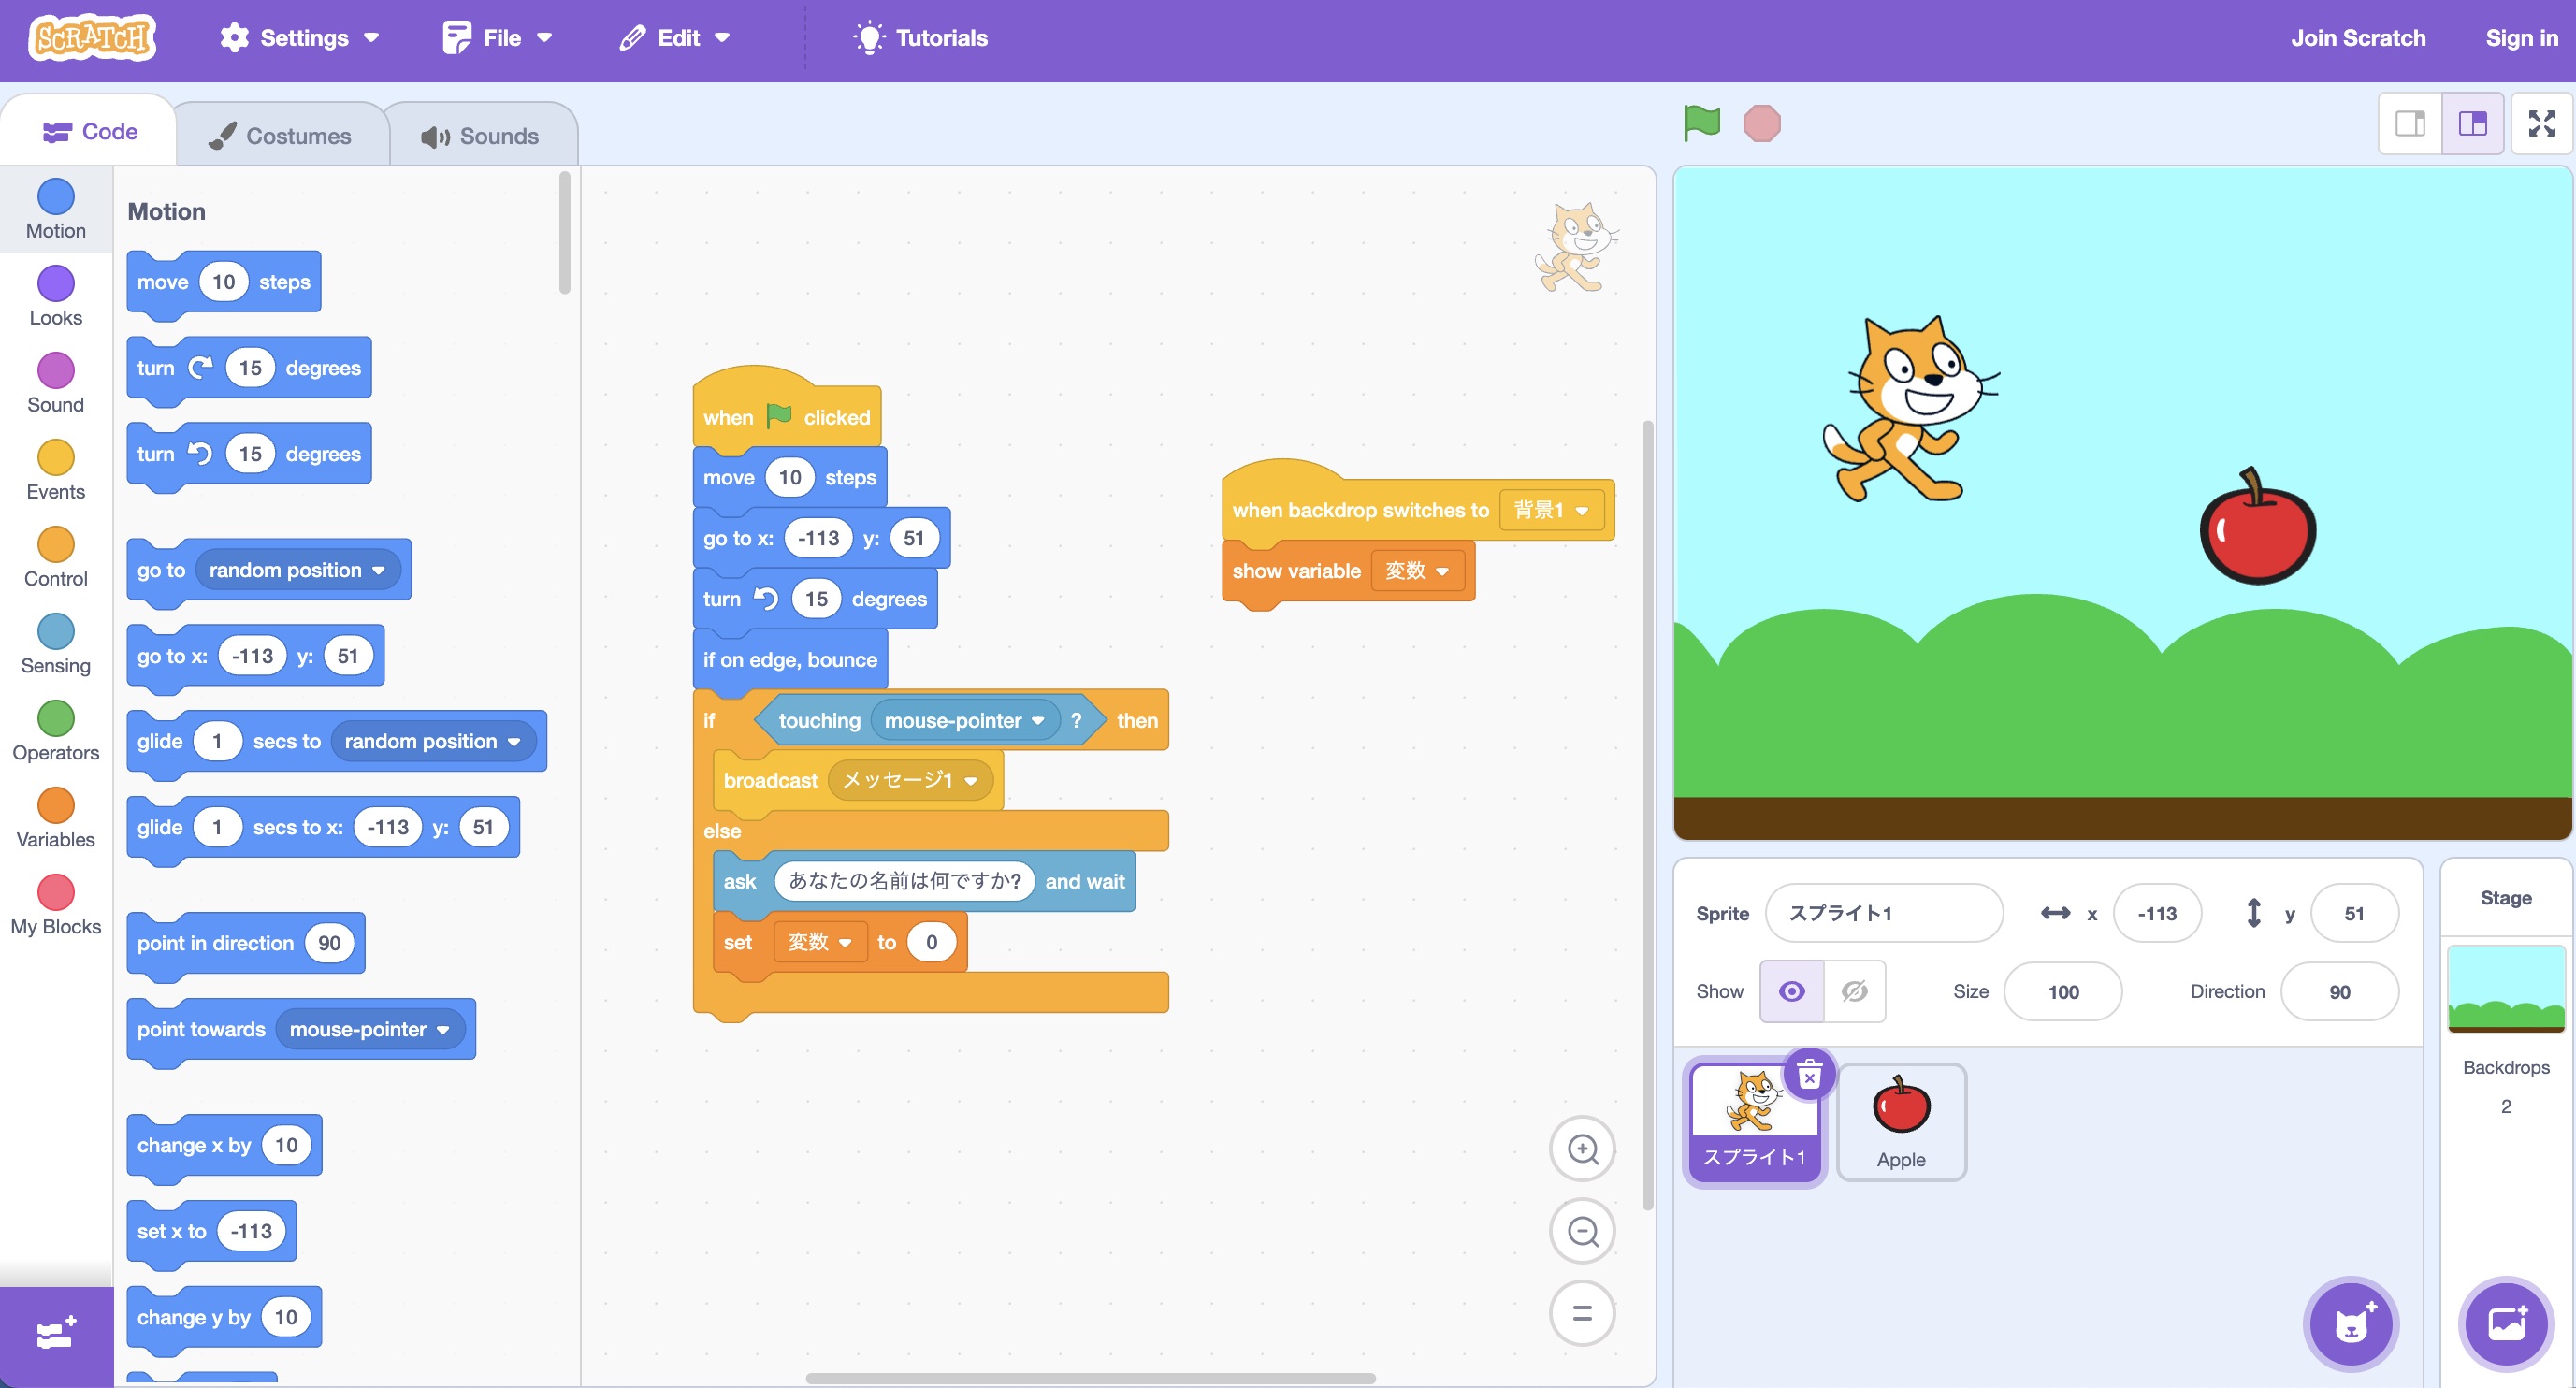 SCRATCH
Settings
File
Edit
Tutorials
Join Scratch
Sign in
Code
Costumes
Sounds
Motion
Looks
Sound
Events
Control
Sensing
Operators
Variables
My Blocks
Motion
move 10 steps
turn 15 degrees
turn 15 degrees
go to random position
go to x: -113 y: 51
glide 1 secs to random position
glide 1 secs to x: -113 y: 51
point in direction 90
point towards mouse-pointer
change x by 10
set x to -113
change y by 10
when clicked
move 10 steps
go to x: -113 y: 51
turn 15 degrees
if on edge, bounce
if touching mouse-pointer ? then
broadcast メッセージ1
else
ask あなたの名前は何ですか? and wait
set 変数 to 0
when backdrop switches to 背景1
show variable 変数
Sprite スプライト1 x -113 y 51
Show Size 100 Direction 90
スプライト1
Apple
Stage
Backdrops
2